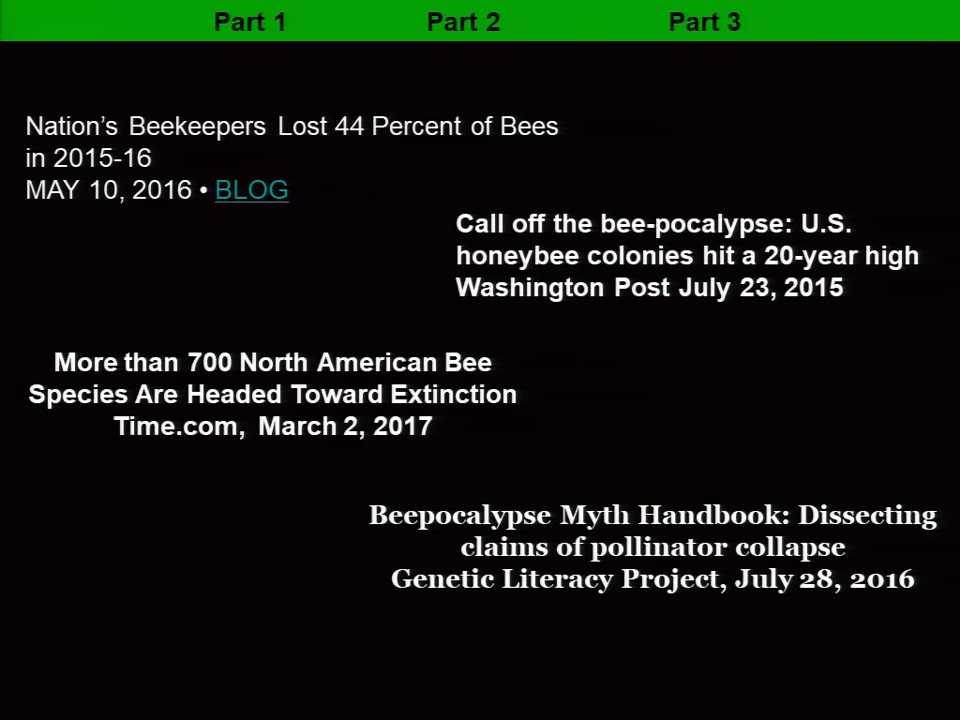 Part 1 Part 2 Part 3
Nation’s Beekeepers Lost 44 Percent of Bees
in 2015-16
MAY 10, 2016 • BLOG
Call off the bee-pocalypse: U.S.
honeybee colonies hit a 20-year high
Washington Post July 23, 2015
More than 700 North American Bee
Species Are Headed Toward Extinction
Time.com, March 2, 2017
Beepocalypse Myth Handbook: Dissecting
claims of pollinator collapse
Genetic Literacy Project, July 28, 2016